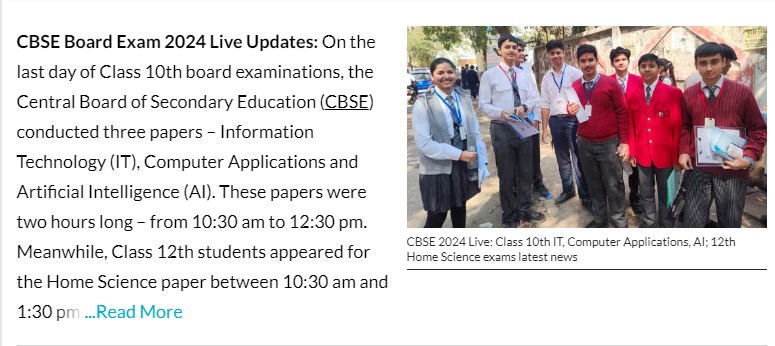 CBSE Board Exam 2024 Live Updates: On the
last day of Class 10th board examinations, the
Central Board of Secondary Education (CBSE)
conducted three papers – Information
Technology (IT), Computer Applications and
Artificial Intelligence (AI). These papers were
two hours long – from 10:30 am to 12:30 pm.
Meanwhile, Class 12th students appeared for
the Home Science paper between 10:30 am and
1:30 pm ...Read More
CBSE 2024 Live: Class 10th IT, Computer Applications, AI; 12th
Home Science exams latest news